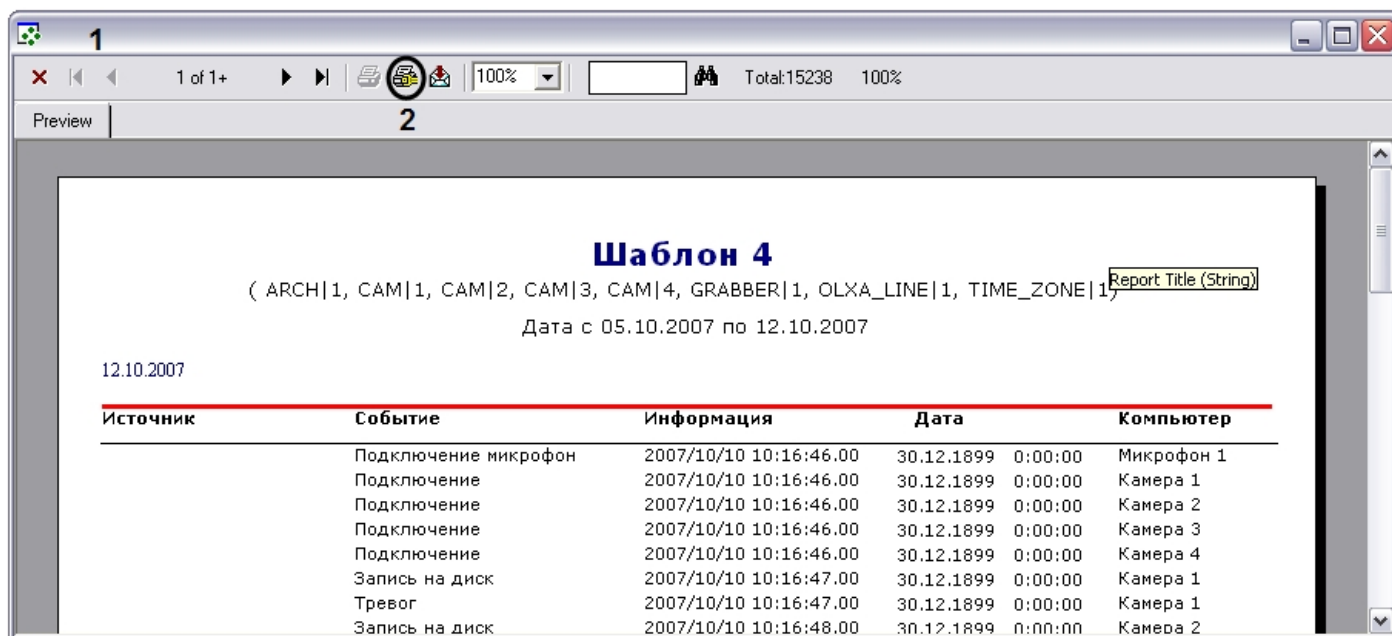 1
1 of 1+ 100% Total:15238 100%
Preview 2
Шаблон 4
( ARCH|1, CAM|1, CAM|2, CAM|3, CAM|4, GRABBER|1, OLXA_LINE|1, TIME_ZONE|1)
Report Title (String)
Дата с 05.10.2007 по 12.10.2007
12.10.2007
Источник Событие Информация Дата Компьютер
Подключение микрофон 2007/10/10 10:16:46.00 30.12.1899 0:00:00 Микрофон 1
Подключение 2007/10/10 10:16:46.00 30.12.1899 0:00:00 Камера 1
Подключение 2007/10/10 10:16:46.00 30.12.1899 0:00:00 Камера 2
Подключение 2007/10/10 10:16:46.00 30.12.1899 0:00:00 Камера 3
Подключение 2007/10/10 10:16:46.00 30.12.1899 0:00:00 Камера 4
Запись на диск 2007/10/10 10:16:47.00 30.12.1899 0:00:00 Камера 1
Тревог 2007/10/10 10:16:47.00 30.12.1899 0:00:00 Камера 1
Запись на диск 2007/10/10 10:16:48.00 30.12.1899 0:00:00 Камера 2